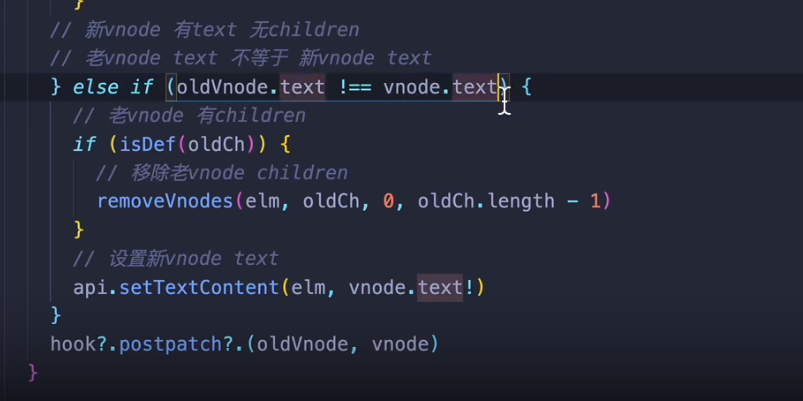 }
// 新vnode 有text 无children
// 老vnode text 不等于 新vnode text
} else if (oldVnode.text !== vnode.text) {
// 老vnode 有children
if (isDef(oldCh)) {
// 移除老vnode children
removeVnodes(elm, oldCh, 0, oldCh.length - 1)
}
// 设置新vnode text
api.setTextContent(elm, vnode.text!)
}
hook?.postpatch?.(oldVnode, vnode)
}